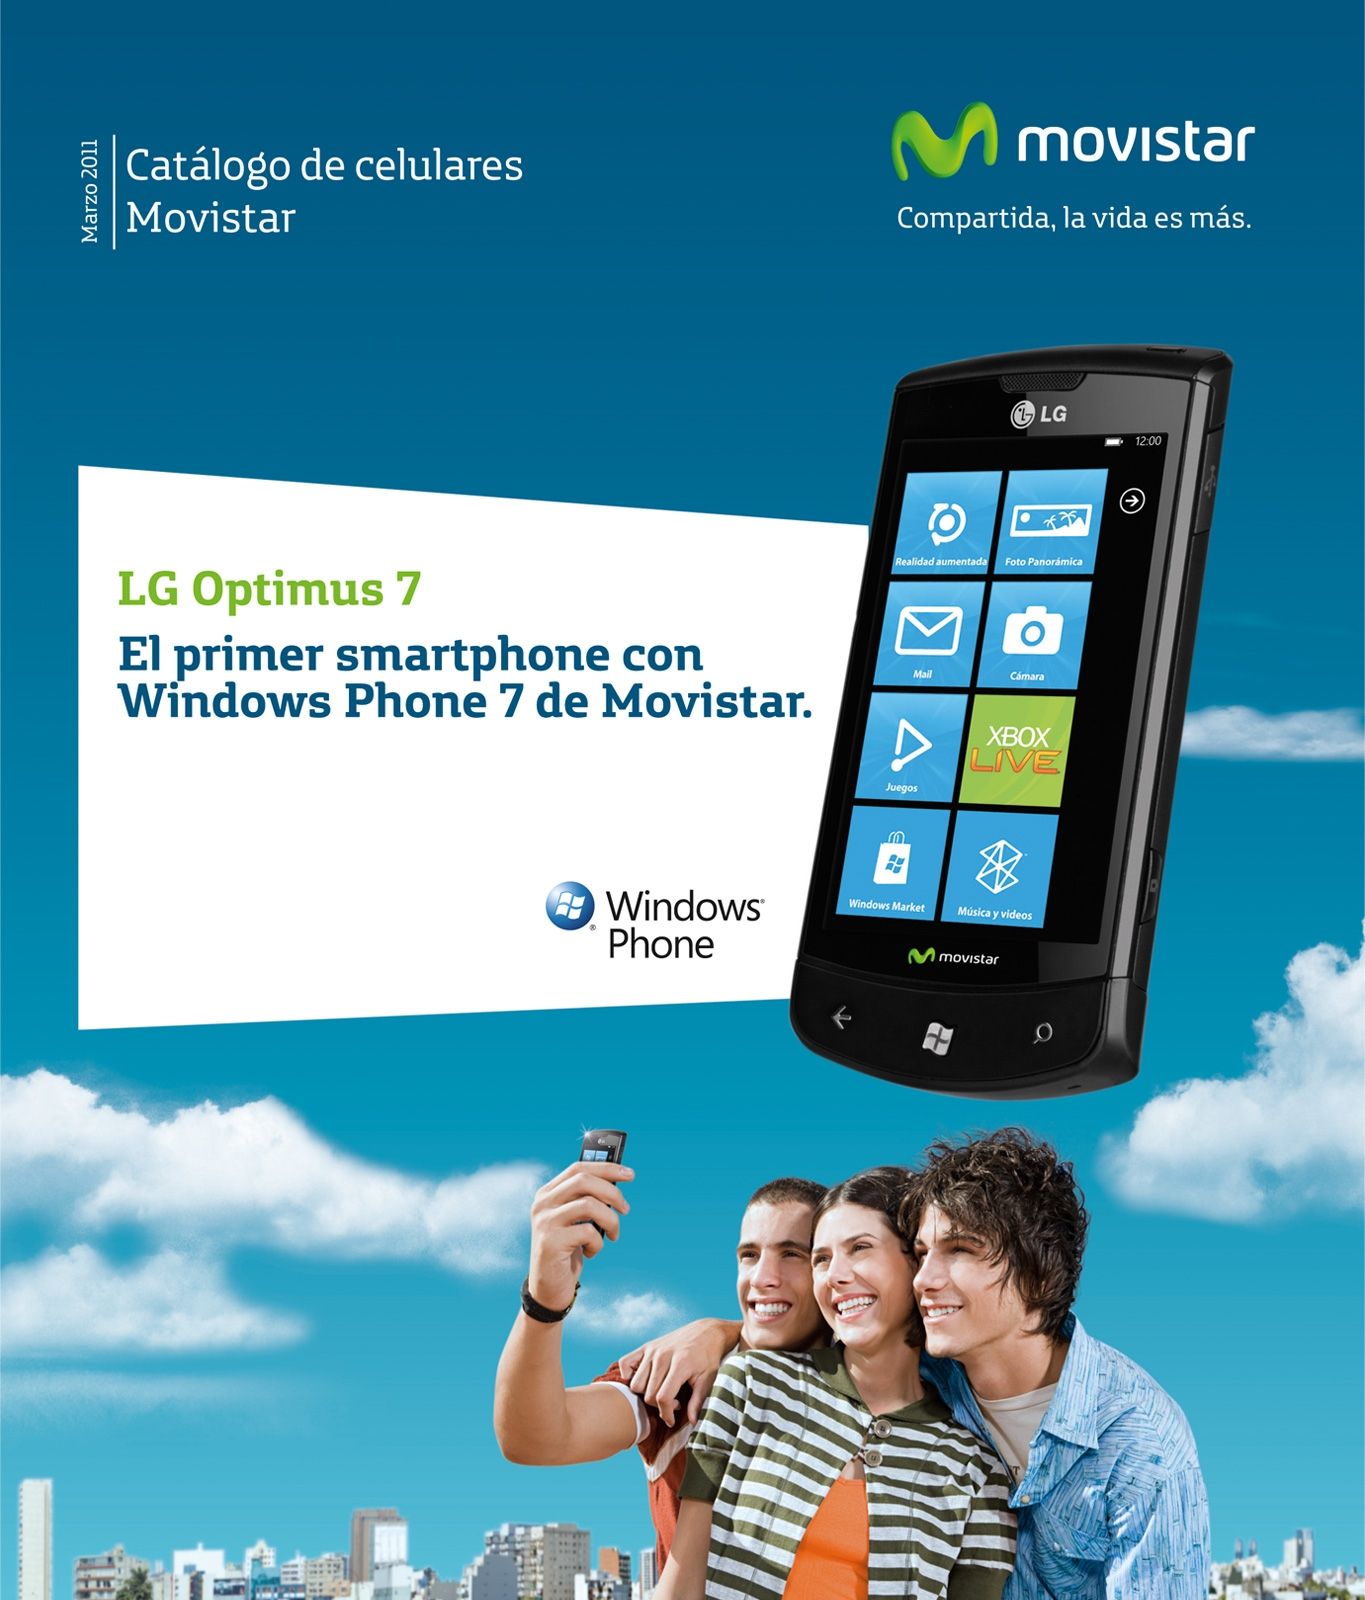 Marzo 2011
Catálogo de celulares
Movistar
movistar
Compartida, la vida es más.
LG
12:00
Realidad aumentada
Foto Panorámica
Mail
Cámara
Juegos
XBOX
LIVE
Windows Market
Música y videos
movistar
LG Optimus 7
El primer smartphone con
Windows Phone 7 de Movistar.
Windows®
Phone